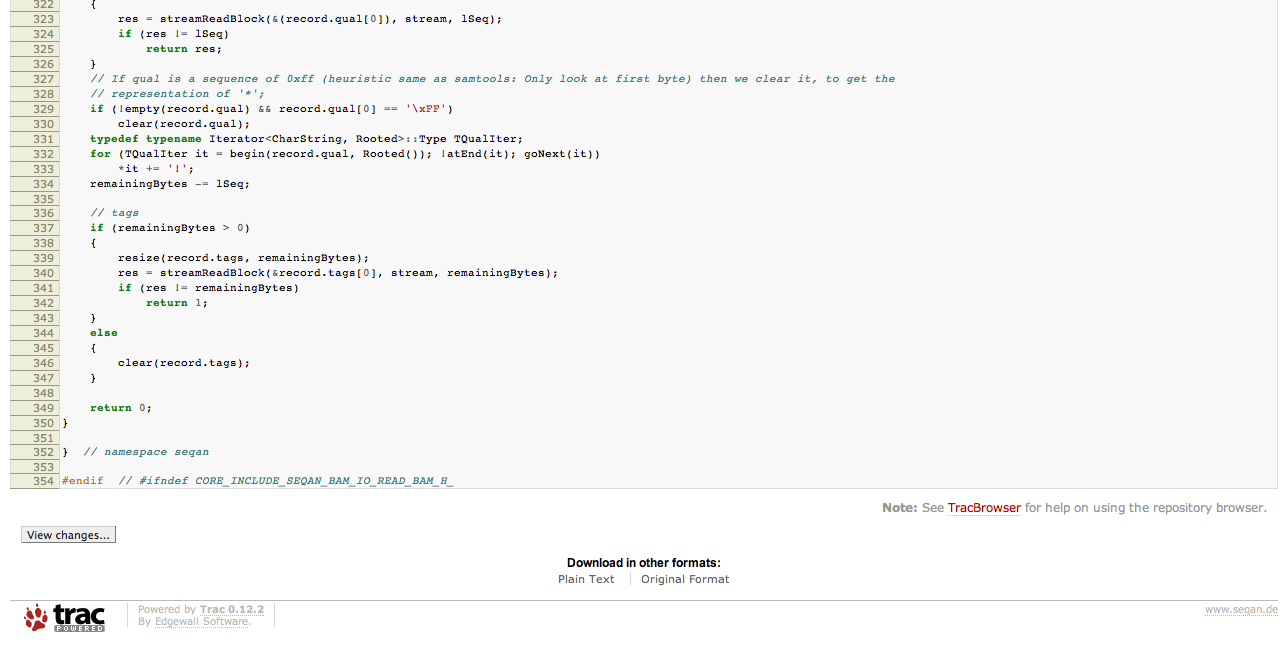 322     {
323         res = streamReadBlock(&(record.qual[0]), stream, lSeq);
324         if (res != lSeq)
325             return res;
326     }
327     // If qual is a sequence of 0xff (heuristic same as samtools: Only look at first byte) then we clear it, to get the
328     // representation of '*';
329     if (!empty(record.qual) && record.qual[0] == '\xFF')
330         clear(record.qual);
331     typedef typename Iterator<CharString, Rooted>::Type TQualIter;
332     for (TQualIter it = begin(record.qual, Rooted()); !atEnd(it); goNext(it))
333         *it += '!';
334     remainingBytes -= lSeq;
335
336     // tags
337     if (remainingBytes > 0)
338     {
339         resize(record.tags, remainingBytes);
340         res = streamReadBlock(&record.tags[0], stream, remainingBytes);
341         if (res != remainingBytes)
342             return 1;
343     }
344     else
345     {
346         clear(record.tags);
347     }
348
349     return 0;
350 }
351
352 }  // namespace seqan
353
354 #endif  // #ifndef CORE_INCLUDE_SEQAN_BAM_IO_READ_BAM_H_
Note: See TracBrowser for help on using the repository browser.
View changes...
Download in other formats:
Plain Text Original Format
trac POWERED
Powered by Trac 0.12.2
By Edgewall Software.
www.seqan.de